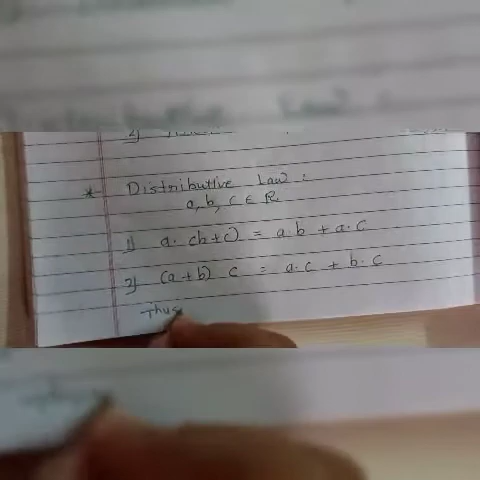 * Distributive Law :
a, b, c ∈ R
1) a. (b+c) = a.b + a.c
2) (a+b) c = a.c + b.c
Thus